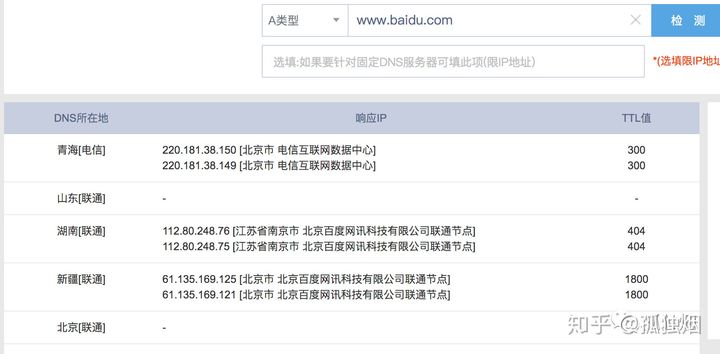 A类型 www.baidu.com 检 测
选填:如果要针对固定DNS服务器可填此项(限IP地址) *(选填限IP地址
DNS所在地 响应IP TTL值
青海[电信] 220.181.38.150 [北京市 电信互联网数据中心] 300
220.181.38.149 [北京市 电信互联网数据中心] 300
山东[联通] - -
湖南[联通] 112.80.248.76 [江苏省南京市 北京百度网讯科技有限公司联通节点] 404
112.80.248.75 [江苏省南京市 北京百度网讯科技有限公司联通节点] 404
新疆[联通] 61.135.169.125 [北京市 北京百度网讯科技有限公司联通节点] 1800
61.135.169.121 [北京市 北京百度网讯科技有限公司联通节点] 1800
北京[联通] -
知乎 @孤独烟